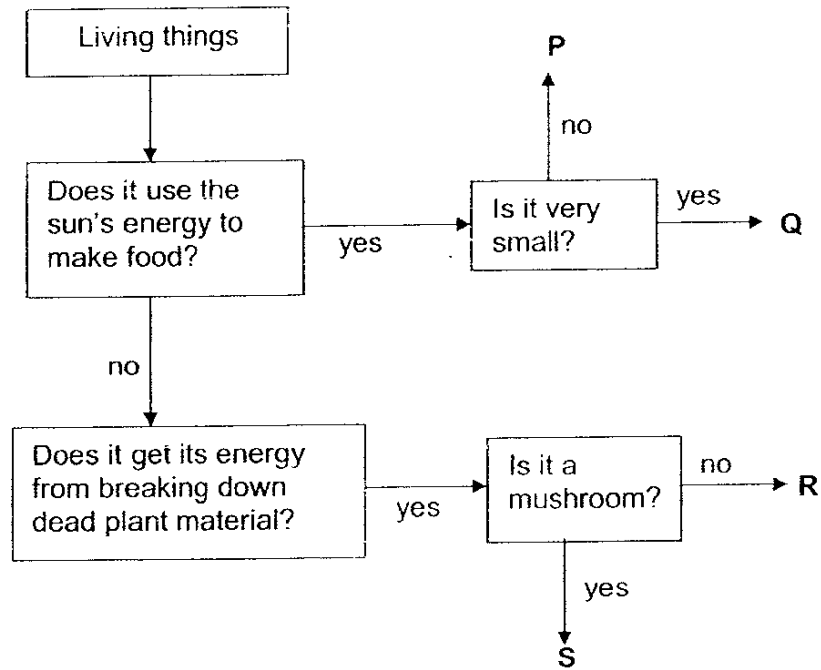 Living things
P
no
Does it use the
sun's energy to
make food?
yes
Is it very
small?
yes
Q
no
Does it get its energy
from breaking down
dead plant material?
yes
Is it a
mushroom?
no
R
yes
S